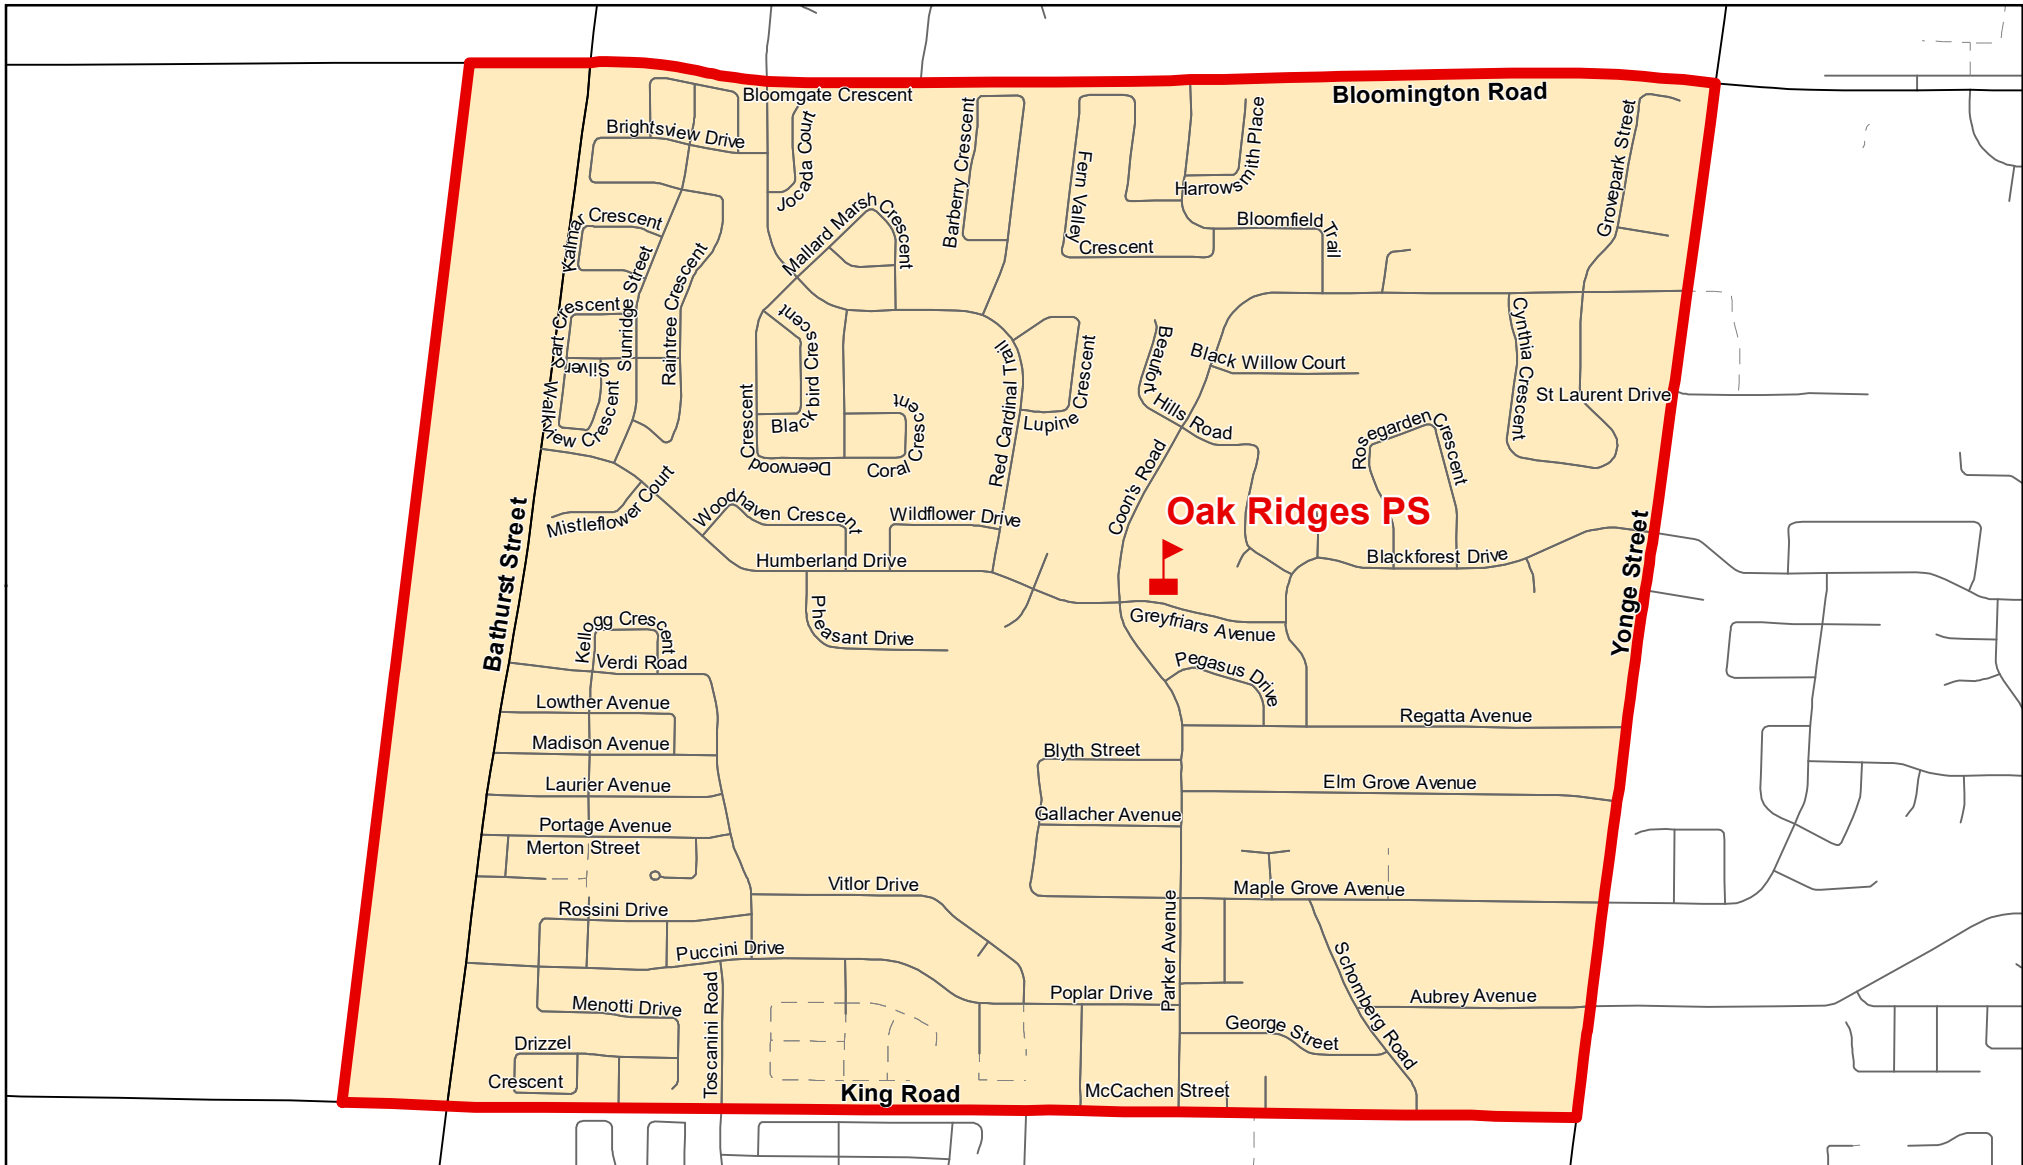 Bloomgate Crescent
Bloomington Road
Brightsview Drive
Jocada Court
Barberry Crescent
Fern Valley
Crescent
Harrowsmith Place
Grovepark Street
Kalmar Crescent
Mallard Marsh Crescent
Bloomfield Trail
Sunridge Street
Raintree Crescent
Crescent
Silver
Walkview Crescent
Blackbird Crescent
Deerwood Crescent
Coral Crescent
Red Cardinal Trail
Lupine Crescent
Beaufort Hills Road
Black Willow Court
Cynthia Crescent
St Laurent Drive
Rosegarden Crescent
Coon's Road
Mistleflower Court
Woodhaven Crescent
Wildflower Drive
Oak Ridges PS
Humberland Drive
Blackforest Drive
Bathurst Street
Yonge Street
Pheasant Drive
Greyfriars Avenue
Kellogg Crescent
Verdi Road
Pegasus Drive
Lowther Avenue
Regatta Avenue
Madison Avenue
Blyth Street
Laurier Avenue
Elm Grove Avenue
Portage Avenue
Gallacher Avenue
Merton Street
Vitlor Drive
Maple Grove Avenue
Rossini Drive
Parker Avenue
Puccini Drive
Schomberg Road
Toscanini Road
Menotti Drive
Poplar Drive
Aubrey Avenue
George Street
Drizzel
Crescent
King Road
McCachen Street